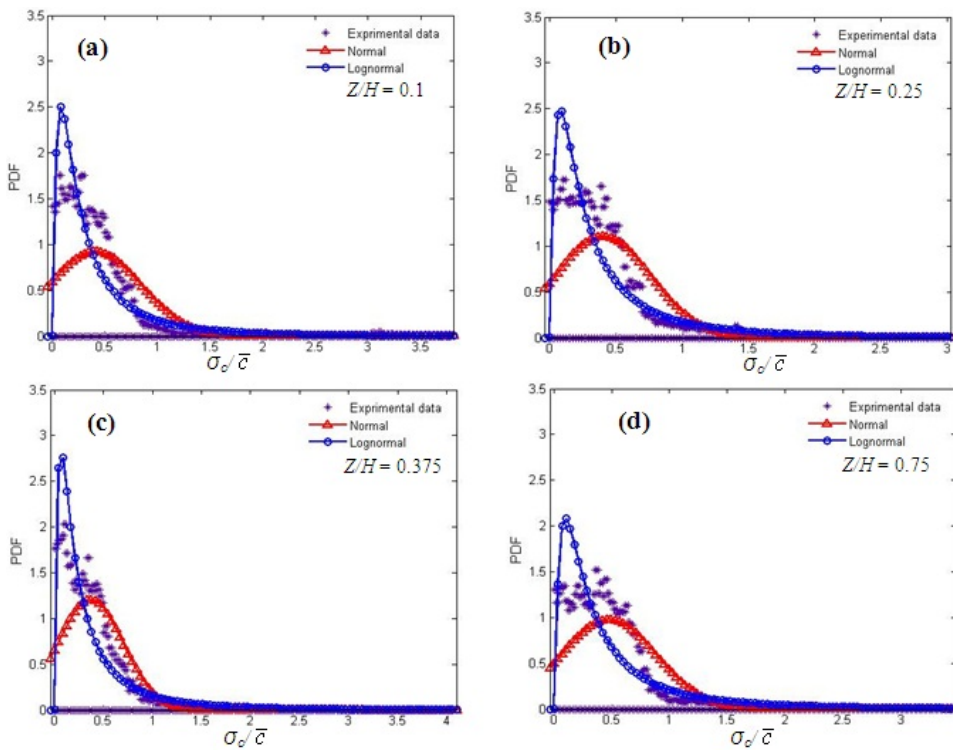 (a)
Experimental data
Normal
Lognormal
Z/H = 0.1
PDF
3.5
3
2.5
2
1.5
1
0.5
0
0 0.5 1 1.5 2 2.5 3 3.5
σc/c̅
(b)
Experimental data
Normal
Lognormal
Z/H = 0.25
PDF
3.5
3
2.5
2
1.5
1
0.5
0
0 0.5 1 1.5 2 2.5 3
σc/c̅
(c)
Exprimental data
Normal
Lognormal
Z/H = 0.375
PDF
3.5
3
2.5
2
1.5
1
0.5
0
0 0.5 1 1.5 2 2.5 3 3.5 4
σc/c̅
(d)
Experimental data
Normal
Lognormal
Z/H = 0.75
PDF
3.5
3
2.5
2
1.5
1
0.5
0
0 0.5 1 1.5 2 2.5 3
σc/c̅